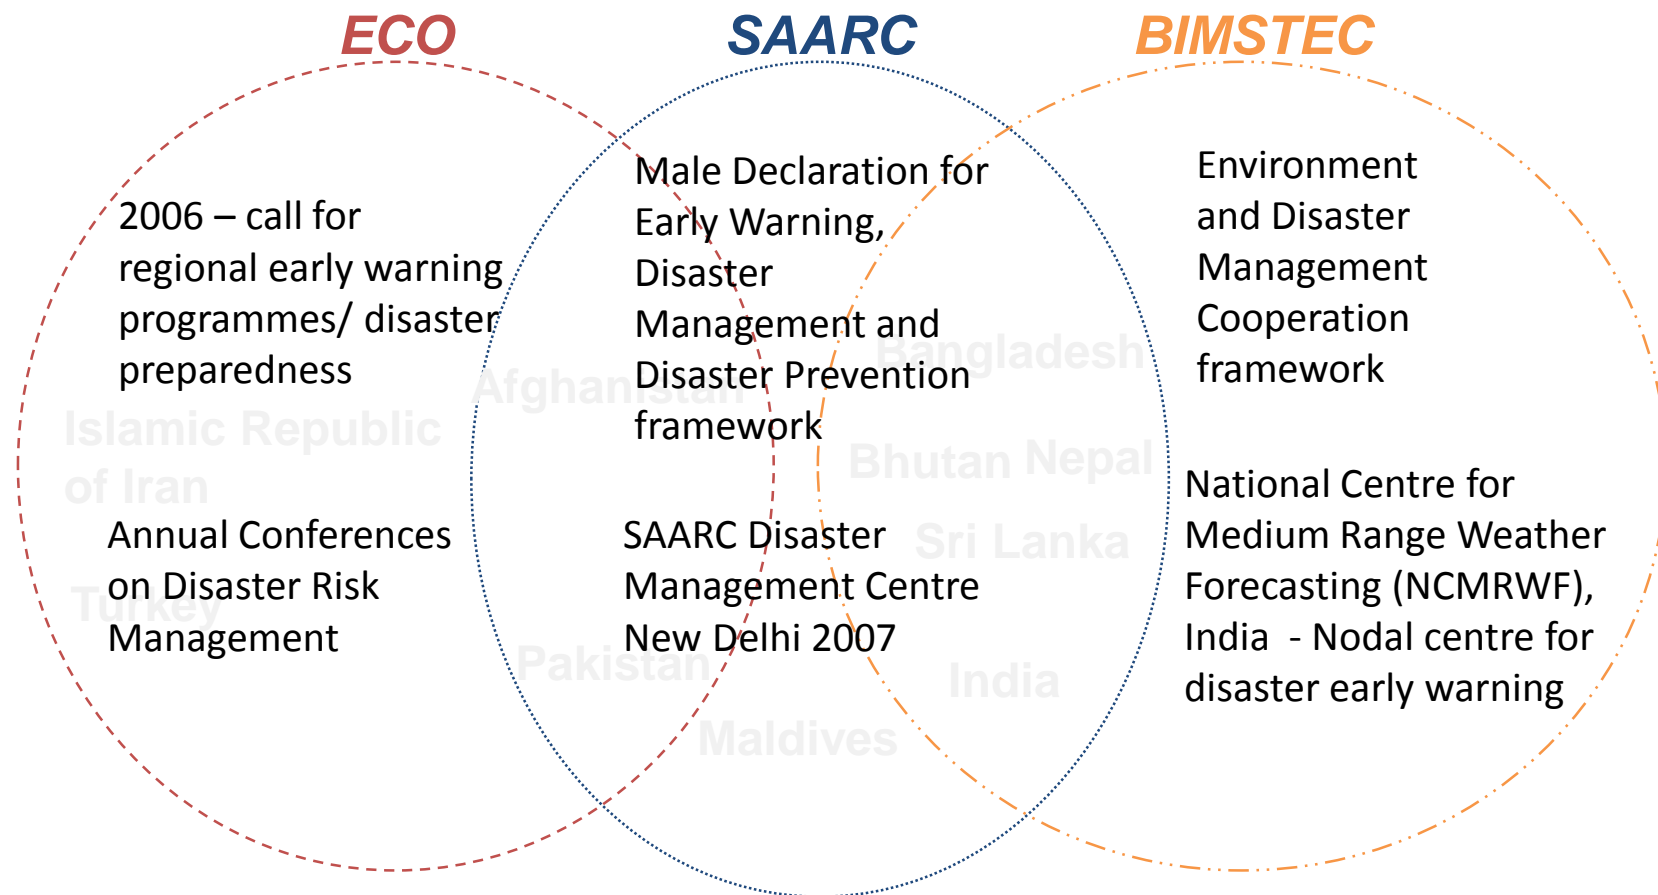 ECO
SAARC
BIMSTEC
2006 – call for
regional early warning
programmes/ disaster
preparedness
Islamic Republic
of Iran
Annual Conferences
on Disaster Risk
Management
Turkey
Afghanistan
Pakistan
Male Declaration for
Early Warning,
Disaster
Management and
Disaster Prevention
framework
SAARC Disaster
Management Centre
New Delhi 2007
Maldives
Bangladesh
Bhutan Nepal
Sri Lanka
India
Environment
and Disaster
Management
Cooperation
framework
National Centre for
Medium Range Weather
Forecasting (NCMRWF),
India - Nodal centre for
disaster early warning